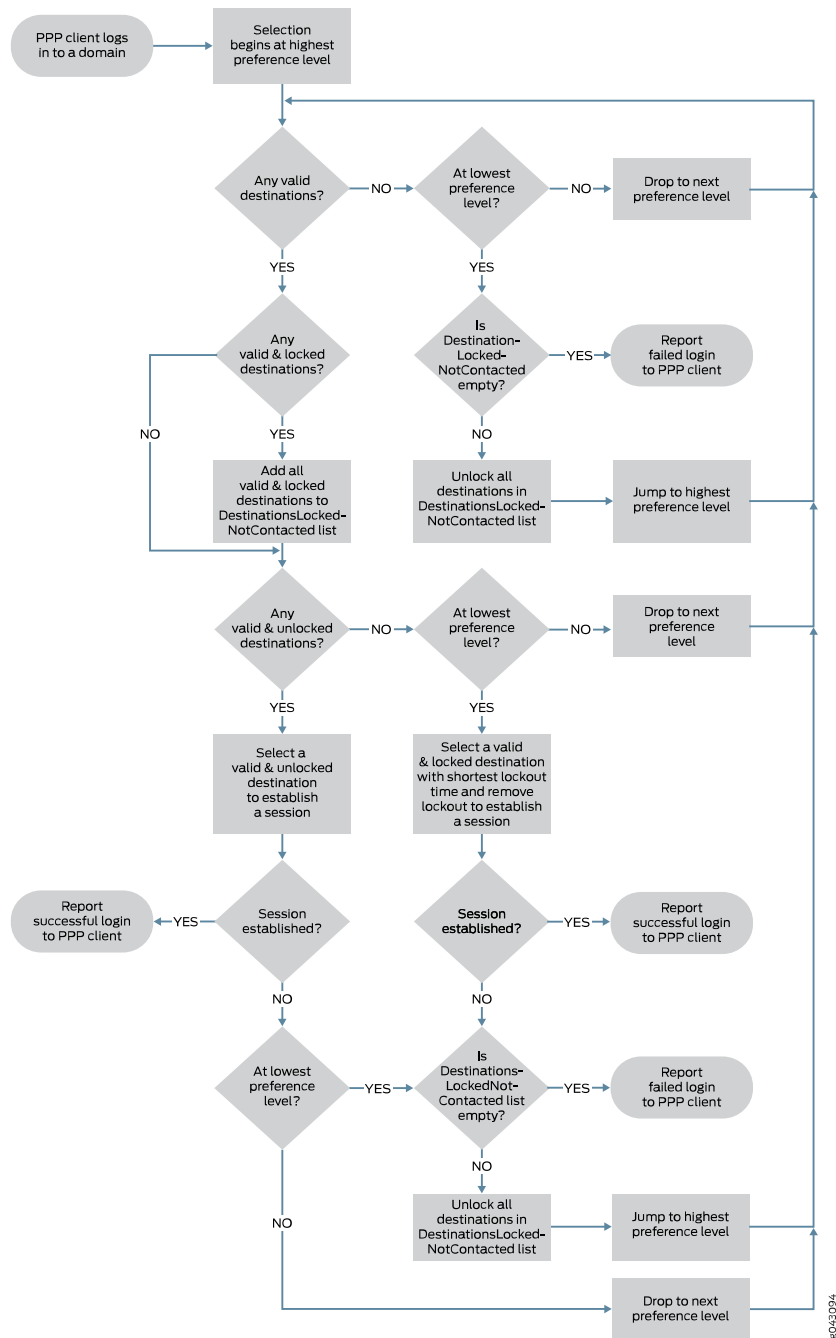 PPP client logs
in to a domain
Selection
begins at highest
preference level
Any valid
destinations?
NO
At lowest
preference
level?
NO
Drop to next
preference level
YES
YES
Any
valid & locked
destinations?
Is
Destination-
Locked-
NotContacted
empty?
YES
Report
failed login
to PPP client
NO
YES
NO
Add all
valid & locked
destinations to
DestinationsLocked-
NotContacted list
Unlock all
destinations in
DestinationsLocked-
NotContacted list
Jump to highest
preference level
Any
valid & unlocked
destinations?
NO
At lowest
preference
level?
NO
Drop to next
preference
level
YES
YES
Select a
valid & unlocked
destination
to establish
a session
Select a valid
& locked destination
with shortest lockout
time and remove
lockout to establish
a session
Report
successful login
to PPP client
YES
Session
established?
Session
established?
YES
Report
successful login
to PPP client
NO
NO
At lowest
preference
level?
YES
Is
Destinations-
LockedNot-
Contacted list
empty?
YES
Report
failed login
to PPP client
NO
NO
Unlock all
destinations in
DestinationsLocked-
NotContacted list
Jump to highest
preference level
Drop to next
preference level
g043094